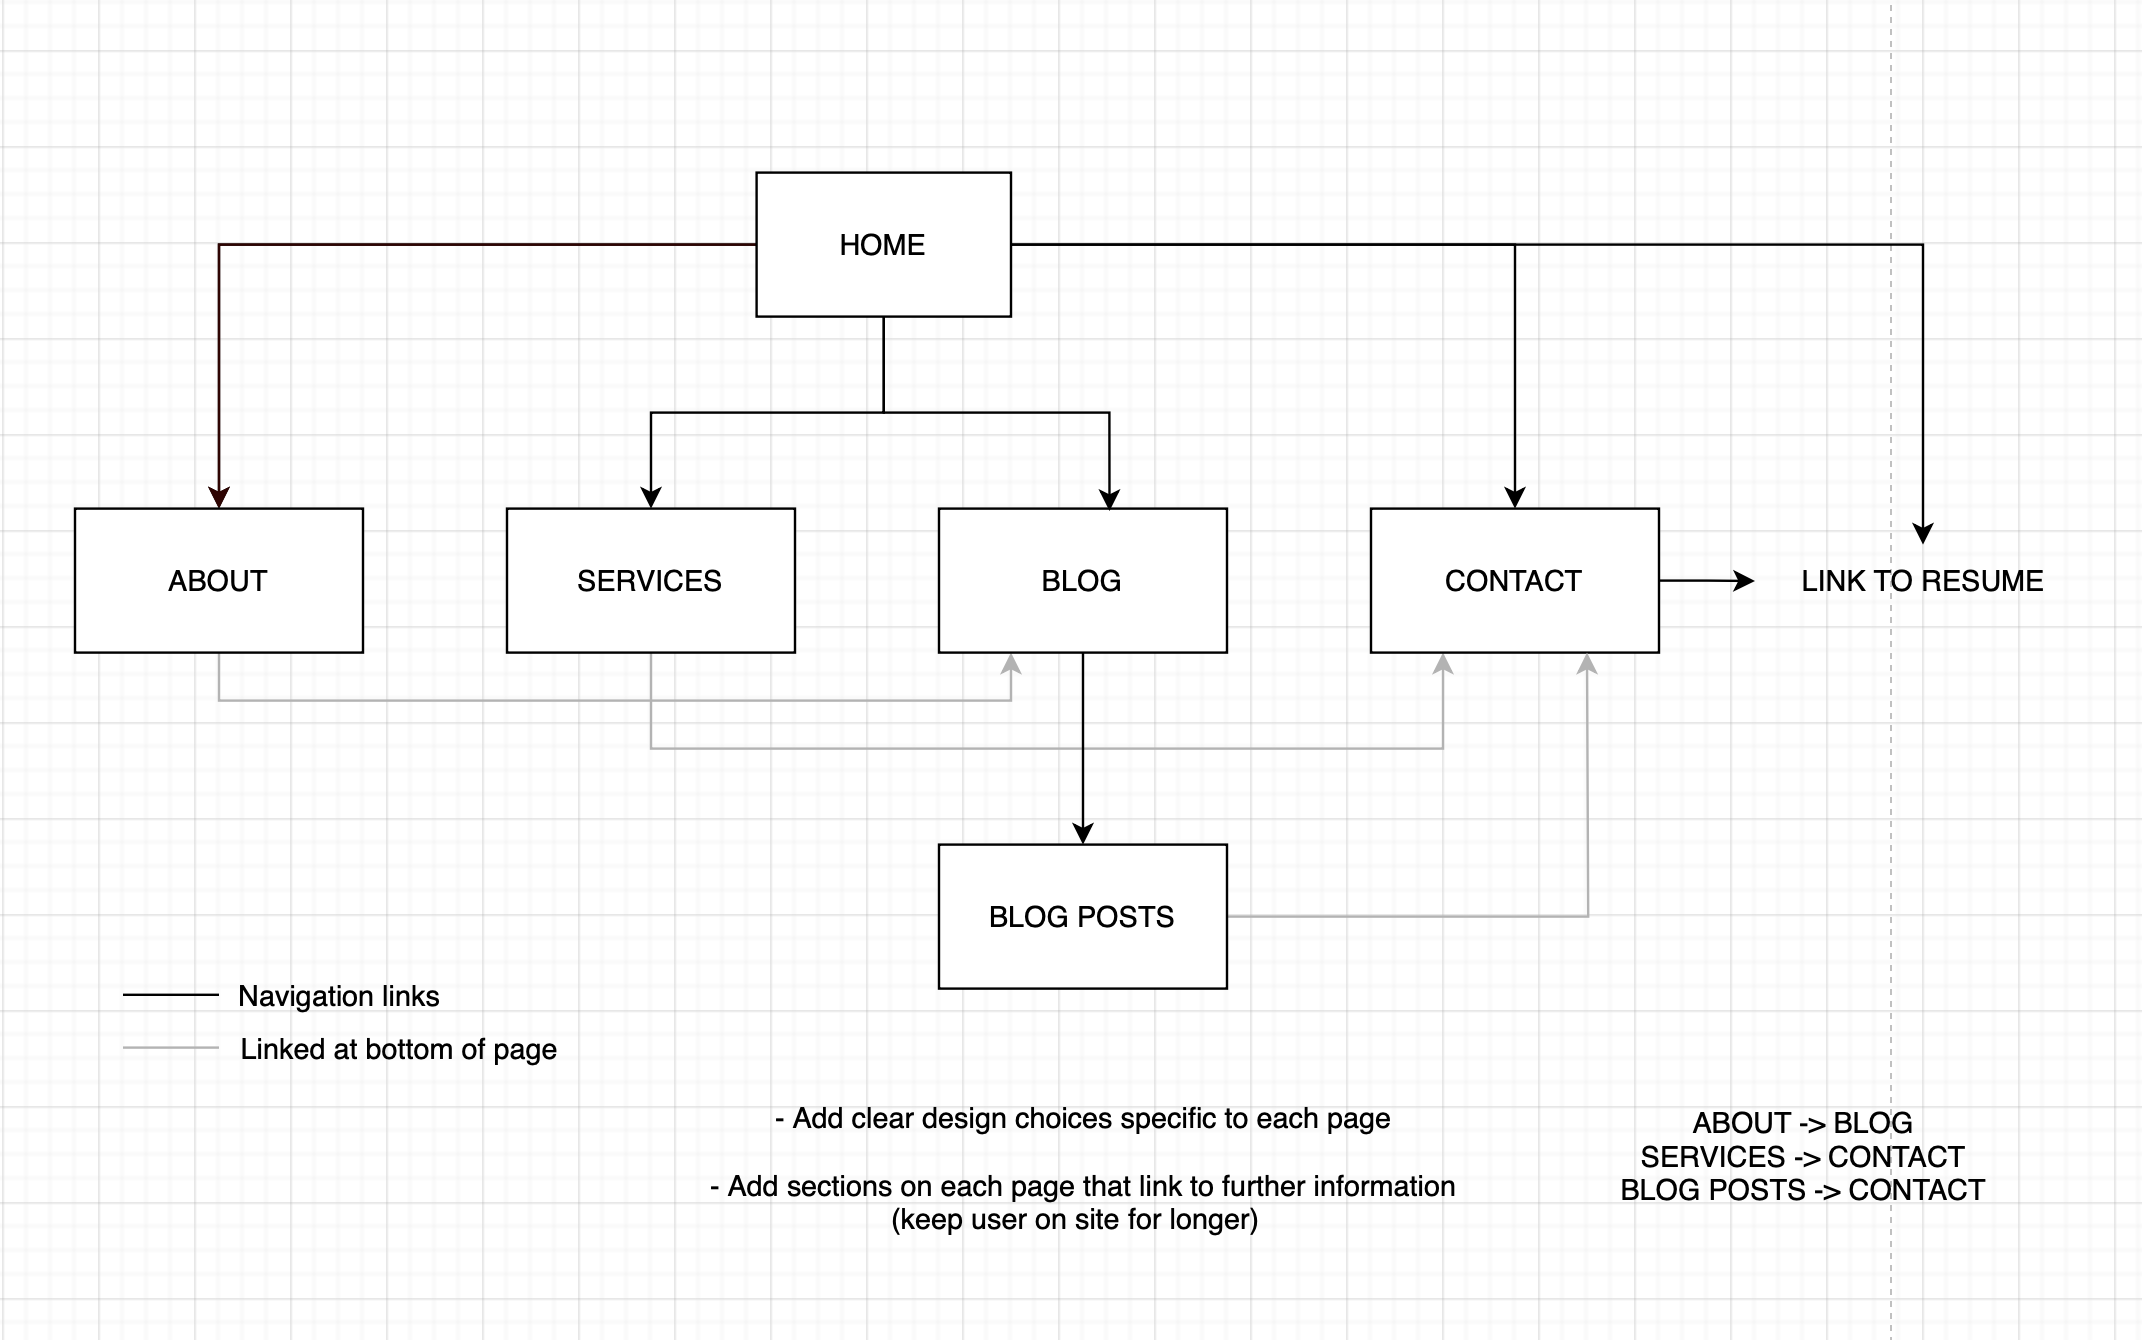 HOME
ABOUT
SERVICES
BLOG
CONTACT
LINK TO RESUME
BLOG POSTS
Navigation links
Linked at bottom of page
- Add clear design choices specific to each page
- Add sections on each page that link to further information
(keep user on site for longer)
ABOUT -> BLOG
SERVICES -> CONTACT
BLOG POSTS -> CONTACT